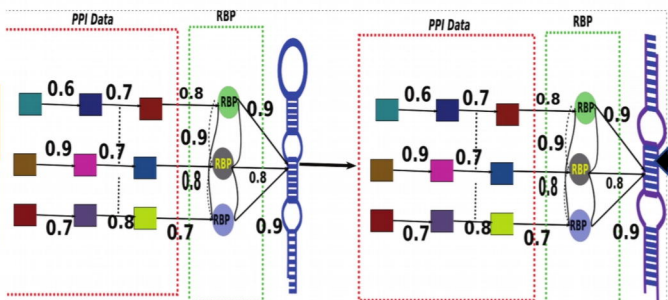 PPI Data RBP PPI Data RBP
0.6 0.7 0.8 RBP 0.9 0.6 0.7 0.8 RBP 0.9
0.9 0.9
0.9 0.7 RBP 0.8 0.9 0.7 RBP 0.8
0.8 0.8
0.7 0.8 0.7 RBP 0.9 0.7 0.8 0.7 RBP 0.9